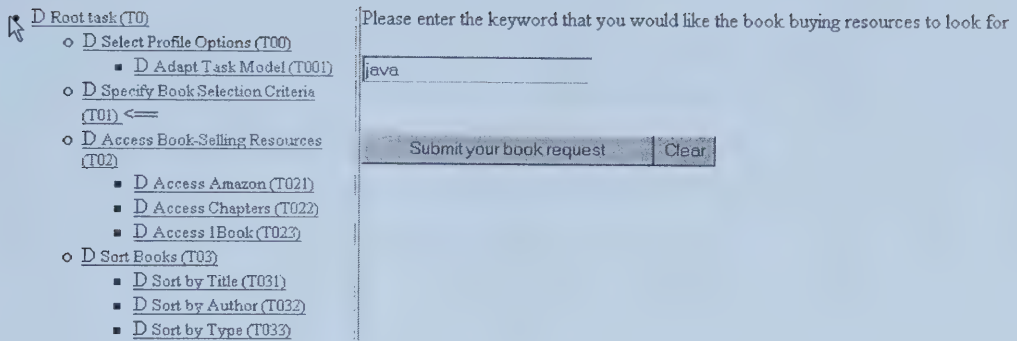 D Root task (T0)
D Select Profile Options (T00)
D Adapt Task Model (T001)
D Specify Book Selection Criteria
(T01) <==
D Access Book-Selling Resources
(T02)
D Access Amazon (T021)
D Access Chapters (T022)
D Access 1Book (T023)
D Sort Books (T03)
D Sort by Title (T031)
D Sort by Author (T032)
D Sort by Type (T033)
Please enter the keyword that you would like the book buying resources to look for
java
Submit your book request
Clear